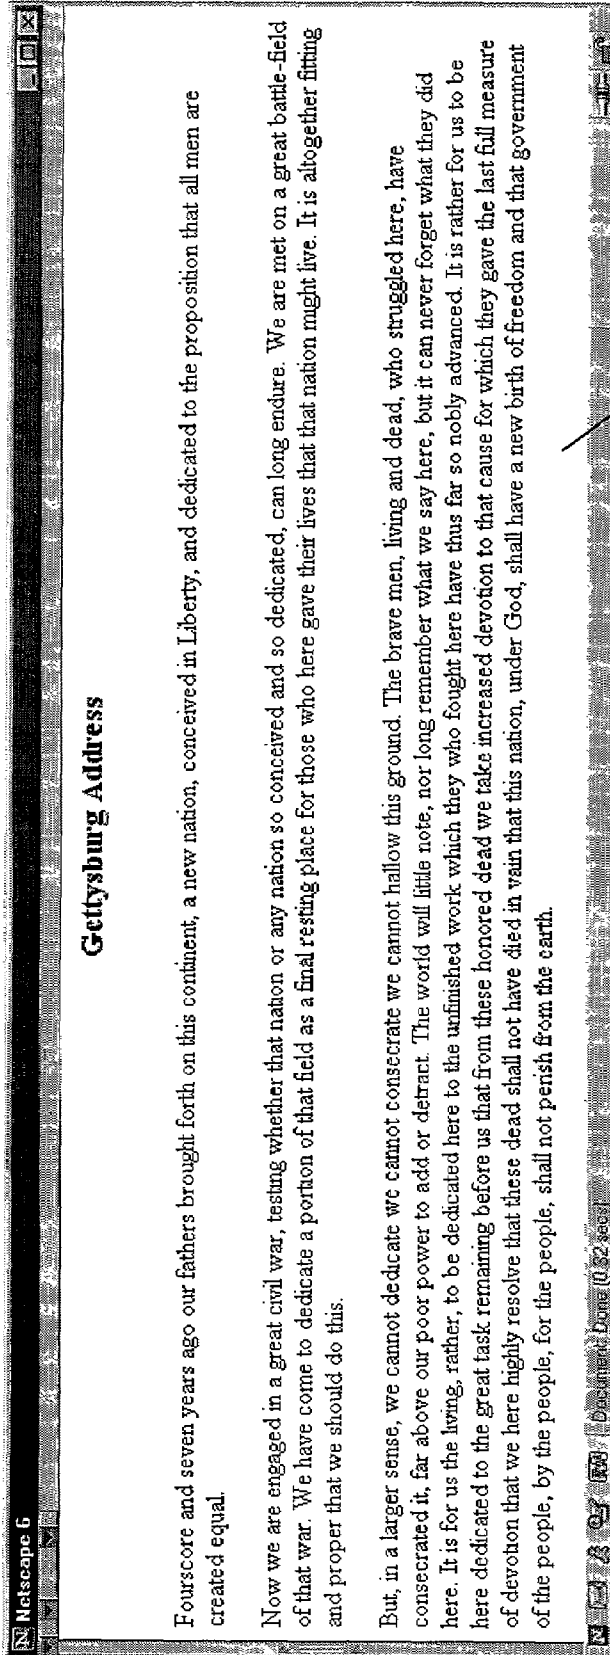 Netscape 6
Gettysburg Address
Fourscore and seven years ago our fathers brought forth on this continent, a new nation, conceived in Liberty, and dedicated to the proposition that all men are
created equal.
Now we are engaged in a great civil war, testing whether that nation or any nation so conceived and so dedicated, can long endure. We are met on a great battle-field
of that war. We have come to dedicate a portion of that field as a final resting place for those who here gave their lives that that nation might live. It is altogether fitting
and proper that we should do this.
But, in a larger sense, we cannot dedicate we cannot consecrate we cannot hallow this ground. The brave men, living and dead, who struggled here, have
consecrated it, far above our poor power to add or detract. The world will little note, nor long remember what we say here, but it can never forget what they did
here. It is for us the living, rather, to be dedicated here to the unfinished work which they who fought here have thus far so nobly advanced. It is rather for us to be
here dedicated to the great task remaining before us that from these honored dead we take increased devotion to that cause for which they gave the last full measure
of devotion that we here highly resolve that these dead shall not have died in vain that this nation, under God, shall have a new birth of freedom and that government
of the people, by the people, for the people, shall not perish from the earth.
Document: Done (0.32 secs)